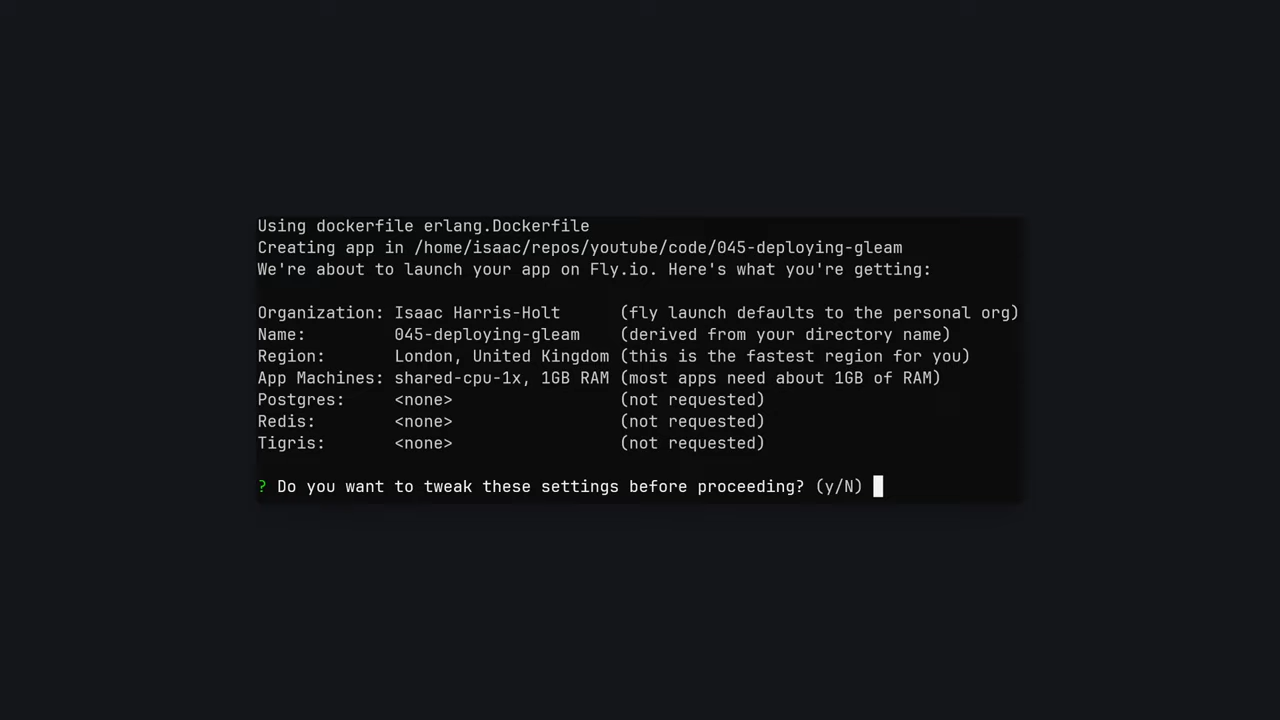 Using dockerfile erlang.Dockerfile
Creating app in /home/isaac/repos/youtube/code/045-deploying-gleam
We're about to launch your app on Fly.io. Here's what you're getting:
Organization: Isaac Harris-Holt (fly launch defaults to the personal org)
Name: 045-deploying-gleam (derived from your directory name)
Region: London, United Kingdom (this is the fastest region for you)
App Machines: shared-cpu-1x, 1GB RAM (most apps need about 1GB of RAM)
Postgres: <none> (not requested)
Redis: <none> (not requested)
Tigris: <none> (not requested)
? Do you want to tweak these settings before proceeding? (y/N)